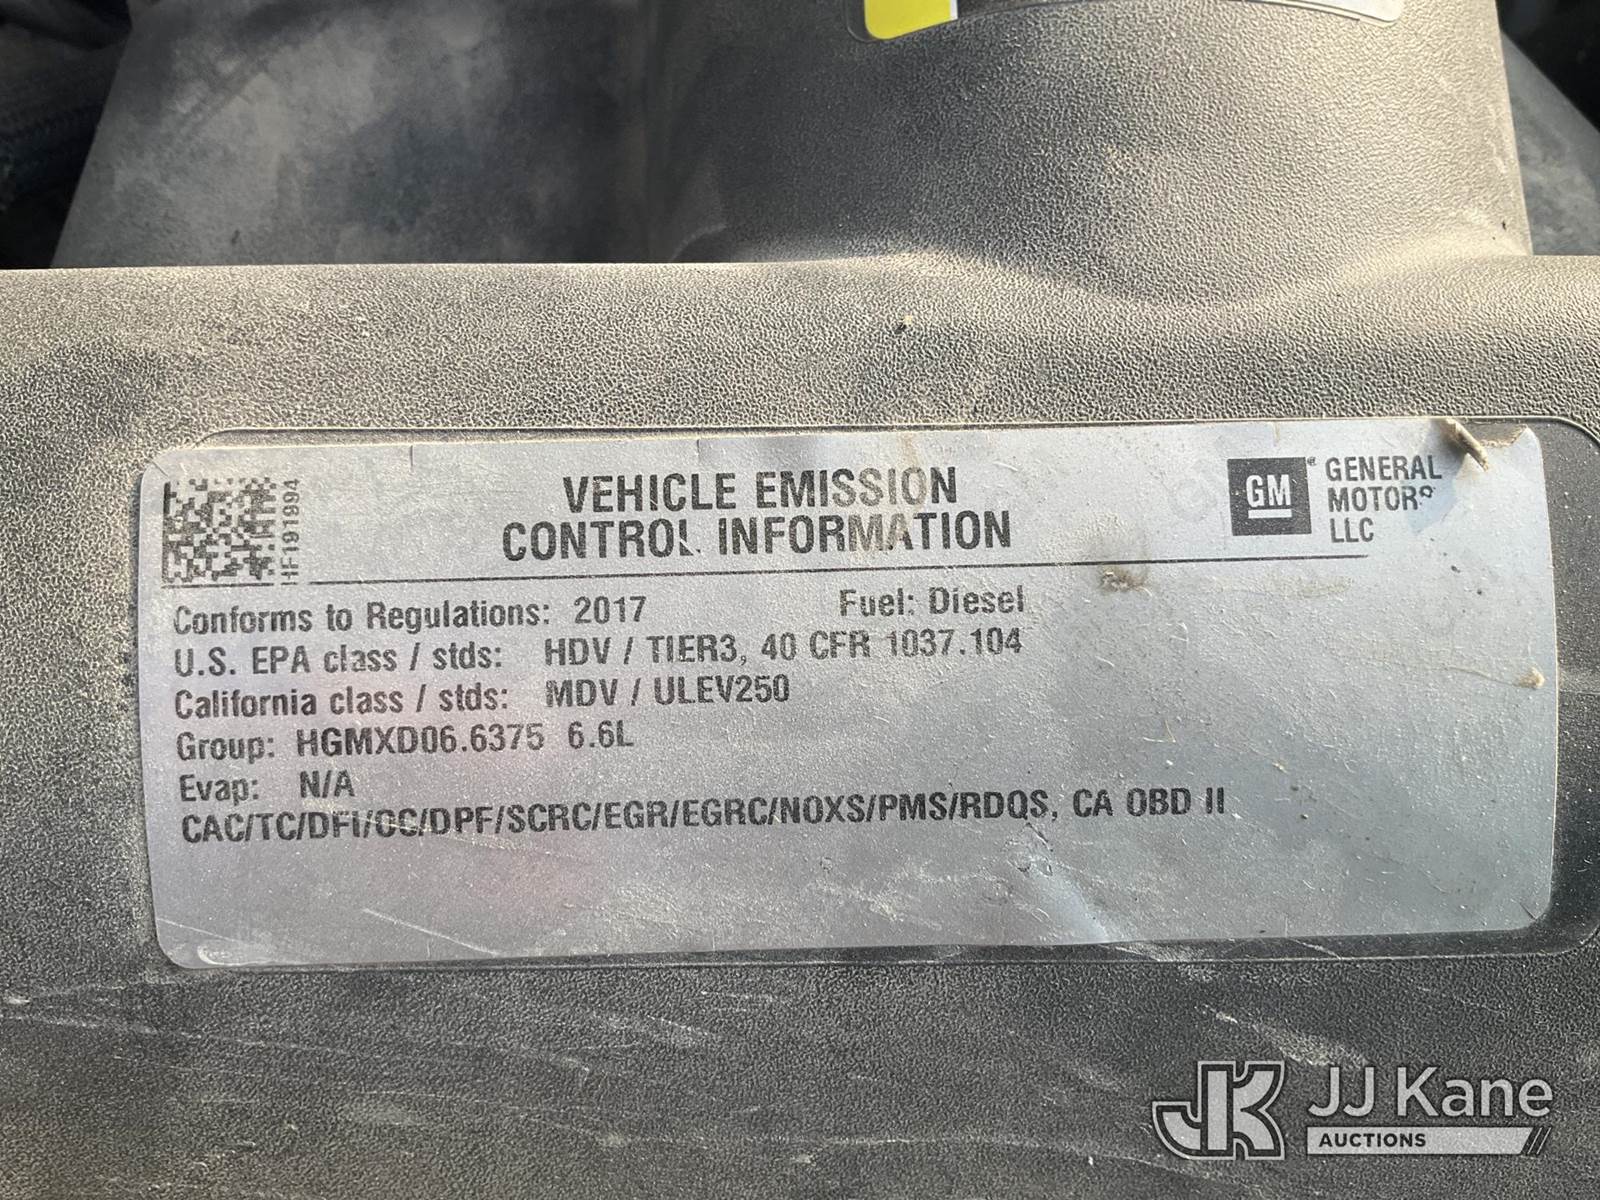 HF191994
VEHICLE EMISSION
CONTROL INFORMATION
GM
GENERAL
MOTORS
LLC
Conforms to Regulations: 2017 Fuel: Diesel
U.S. EPA class / stds: HDV / TIER3, 40 CFR 1037.104
California class / stds: MDV / ULEV250
Group: HGMXD06.6375 6.6L
Evap: N/A
CAC/TC/DFI/OC/DPF/SCRC/EGR/EGRC/NOXS/PMS/RDQS, CA OBD II
JK JJ Kane
AUCTIONS